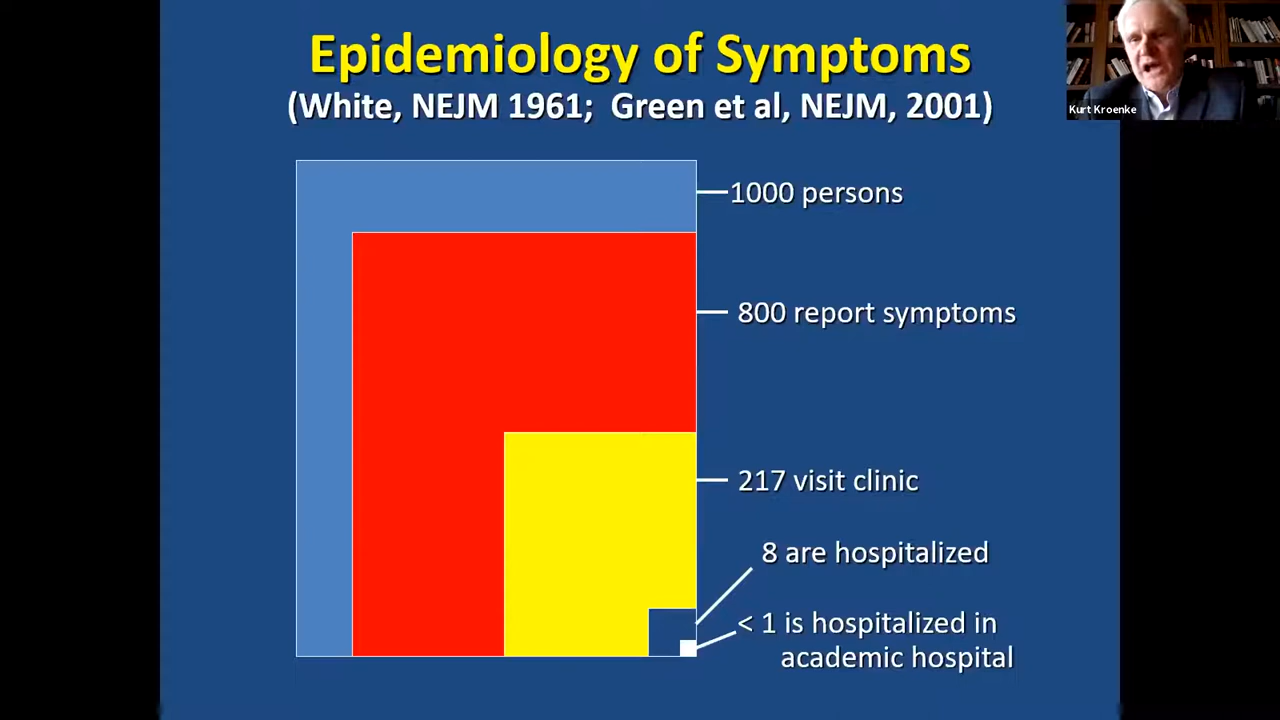 Epidemiology of Symptoms
(White, NEJM 1961;  Green et al, NEJM, 2001)
Kurt Kroenke
1000 persons
800 report symptoms
217 visit clinic
8 are hospitalized
< 1 is hospitalized in
academic hospital